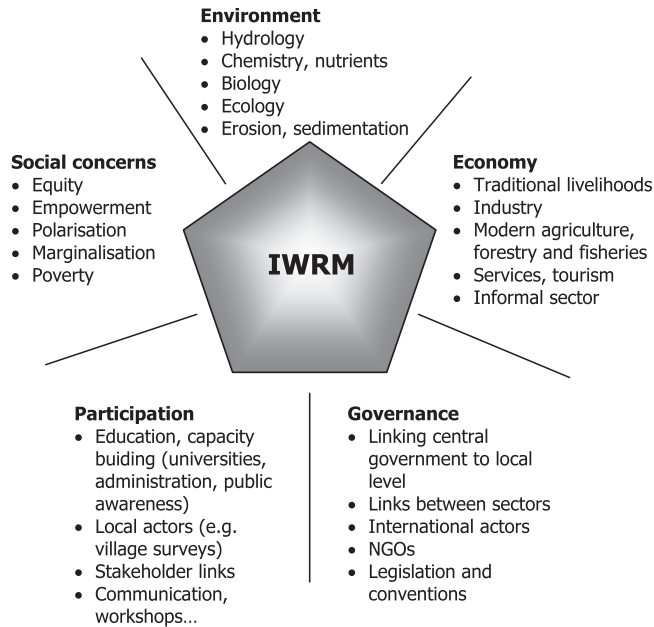 Environment
• Hydrology
• Chemistry, nutrients
• Biology
• Ecology
• Erosion, sedimentation
Social concerns
• Equity
• Empowerment
• Polarisation
• Marginalisation
• Poverty
Economy
• Traditional livelihoods
• Industry
• Modern agriculture,
forestry and fisheries
• Services, tourism
• Informal sector
IWRM
Participation
• Education, capacity
buiding (universities,
administration, public
awareness)
• Local actors (e.g.
village surveys)
• Stakeholder links
• Communication,
workshops…
Governance
• Linking central
government to local
level
• Links between sectors
• International actors
• NGOs
• Legislation and
conventions